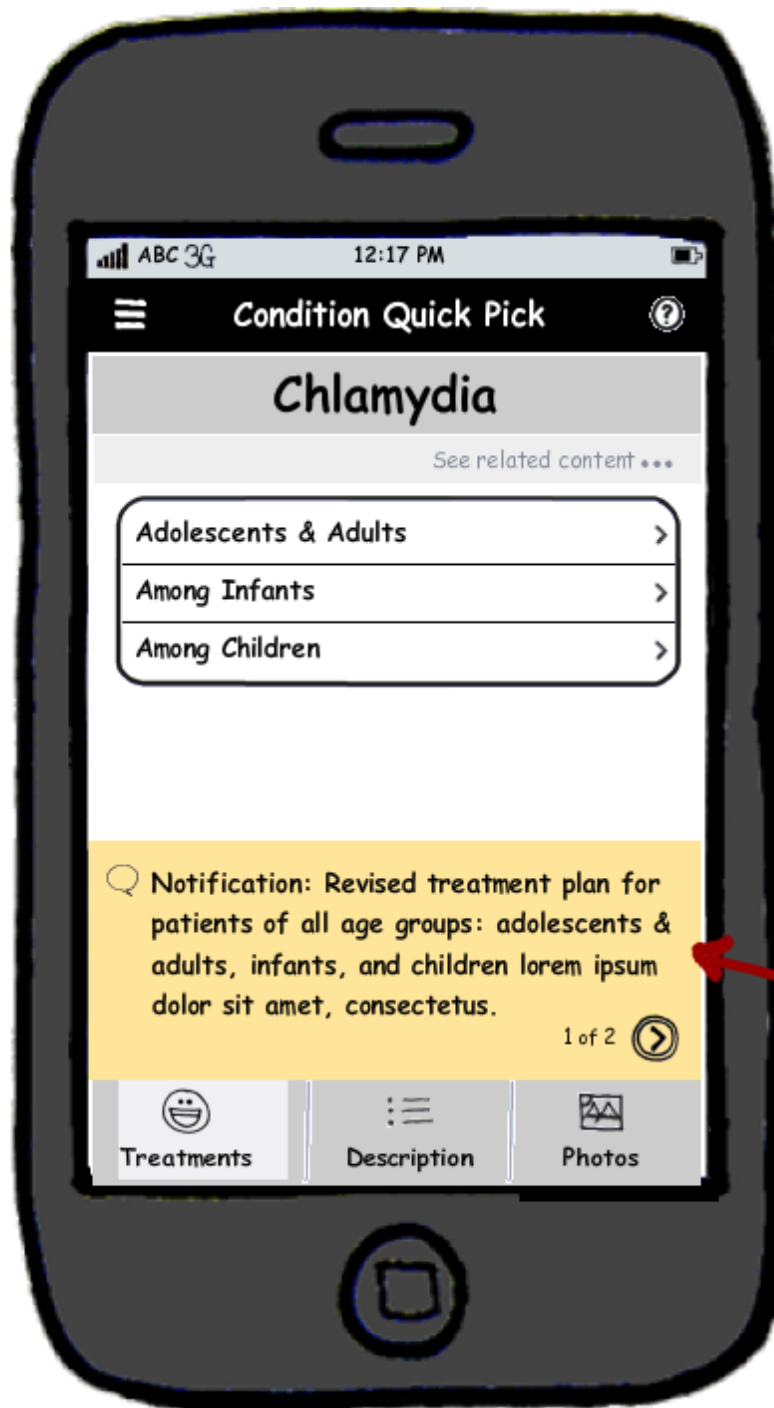 ABC 3G 12:17 PM
Condition Quick Pick ?
Chlamydia
See related content •••
Adolescents & Adults >
Among Infants >
Among Children >
Notification: Revised treatment plan for
patients of all age groups: adolescents &
adults, infants, and children lorem ipsum
dolor sit amet, consectetus.
1 of 2 >
Treatments Description Photos